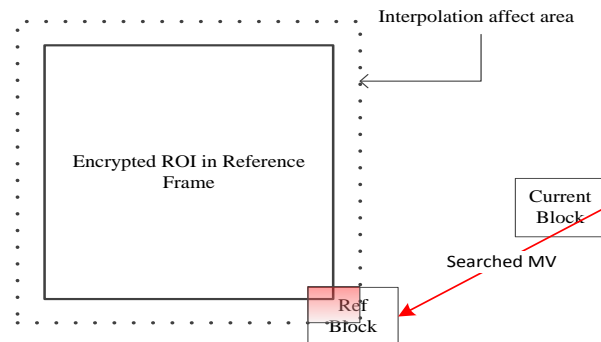 Interpolation affect area
Encrypted ROI in Reference
Frame
Current
Block
Searched MV
Ref
Block